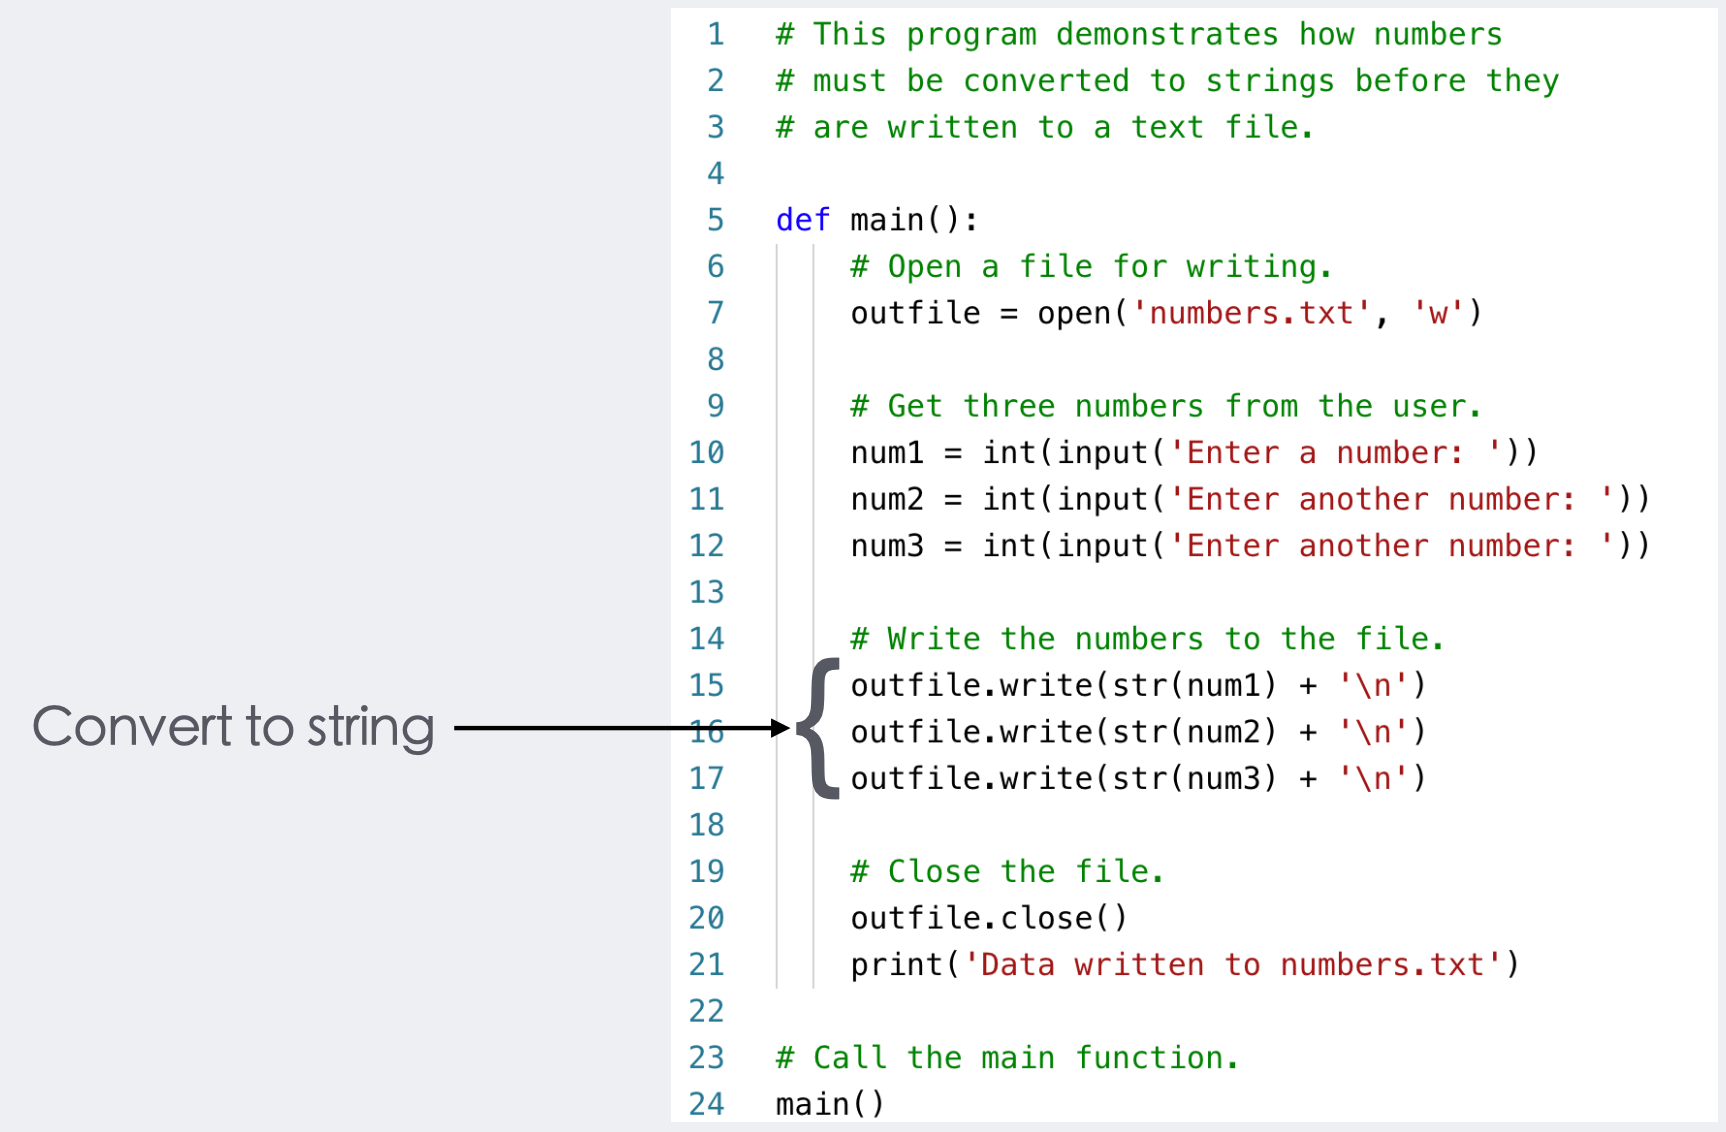 1 # This program demonstrates how numbers
2 # must be converted to strings before they
3 # are written to a text file.
4
5 def main():
6     # Open a file for writing.
7     outfile = open('numbers.txt', 'w')
8
9     # Get three numbers from the user.
10     num1 = int(input('Enter a number: '))
11     num2 = int(input('Enter another number: '))
12     num3 = int(input('Enter another number: '))
13
14     # Write the numbers to the file.
15     outfile.write(str(num1) + '\n')
Convert to string
16     outfile.write(str(num2) + '\n')
17     outfile.write(str(num3) + '\n')
18
19     # Close the file.
20     outfile.close()
21     print('Data written to numbers.txt')
22
23 # Call the main function.
24 main()